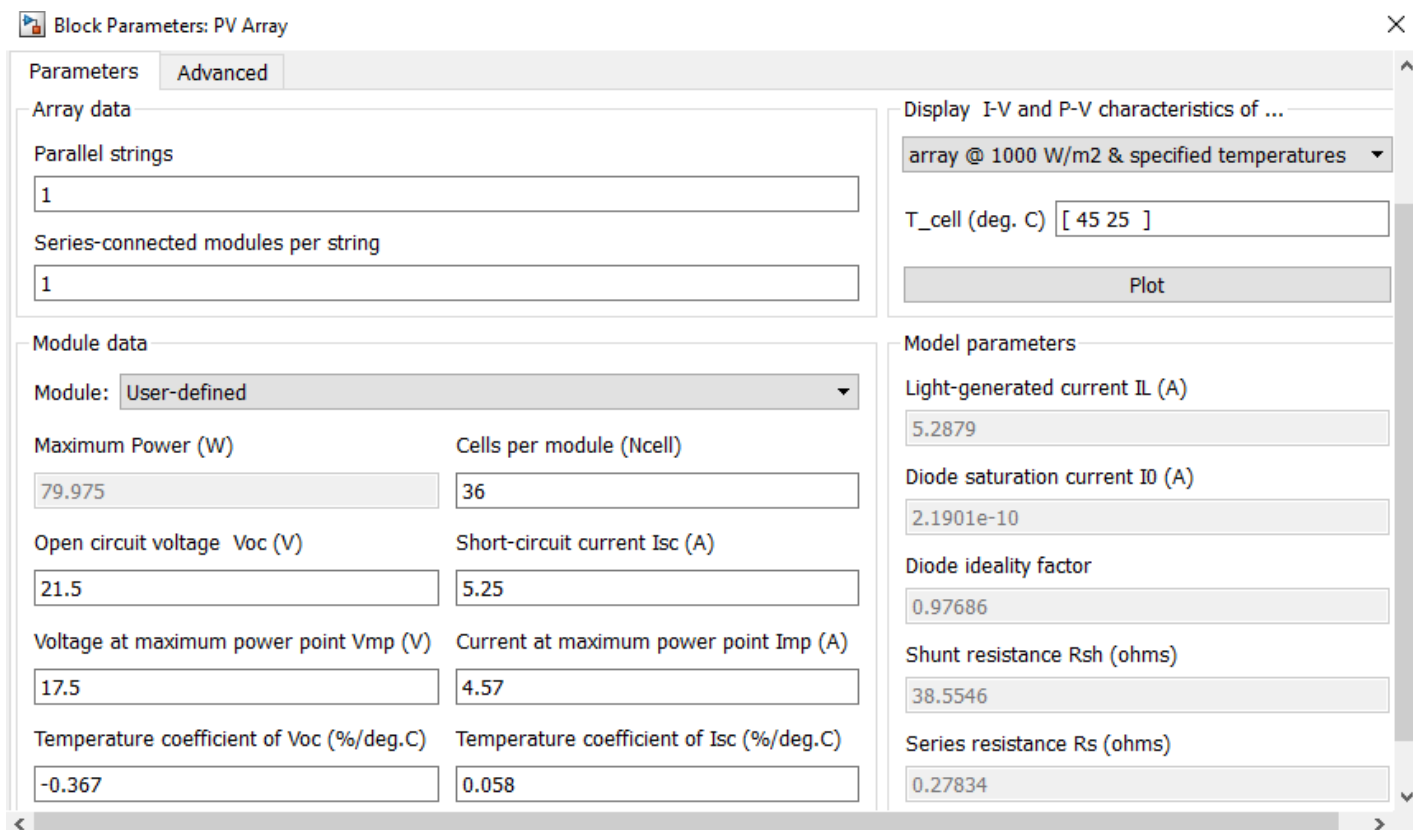 Block Parameters: PV Array
Parameters Advanced
Array data
Parallel strings
1
Series-connected modules per string
1
Display I-V and P-V characteristics of ...
array @ 1000 W/m2 & specified temperatures
T_cell (deg. C) [ 45 25 ]
Plot
Module data
Module: User-defined
Maximum Power (W) Cells per module (Ncell)
79.975 36
Open circuit voltage Voc (V) Short-circuit current Isc (A)
21.5 5.25
Voltage at maximum power point Vmp (V) Current at maximum power point Imp (A)
17.5 4.57
Temperature coefficient of Voc (%/deg.C) Temperature coefficient of Isc (%/deg.C)
-0.367 0.058
Model parameters
Light-generated current IL (A)
5.2879
Diode saturation current I0 (A)
2.1901e-10
Diode ideality factor
0.97686
Shunt resistance Rsh (ohms)
38.5546
Series resistance Rs (ohms)
0.27834